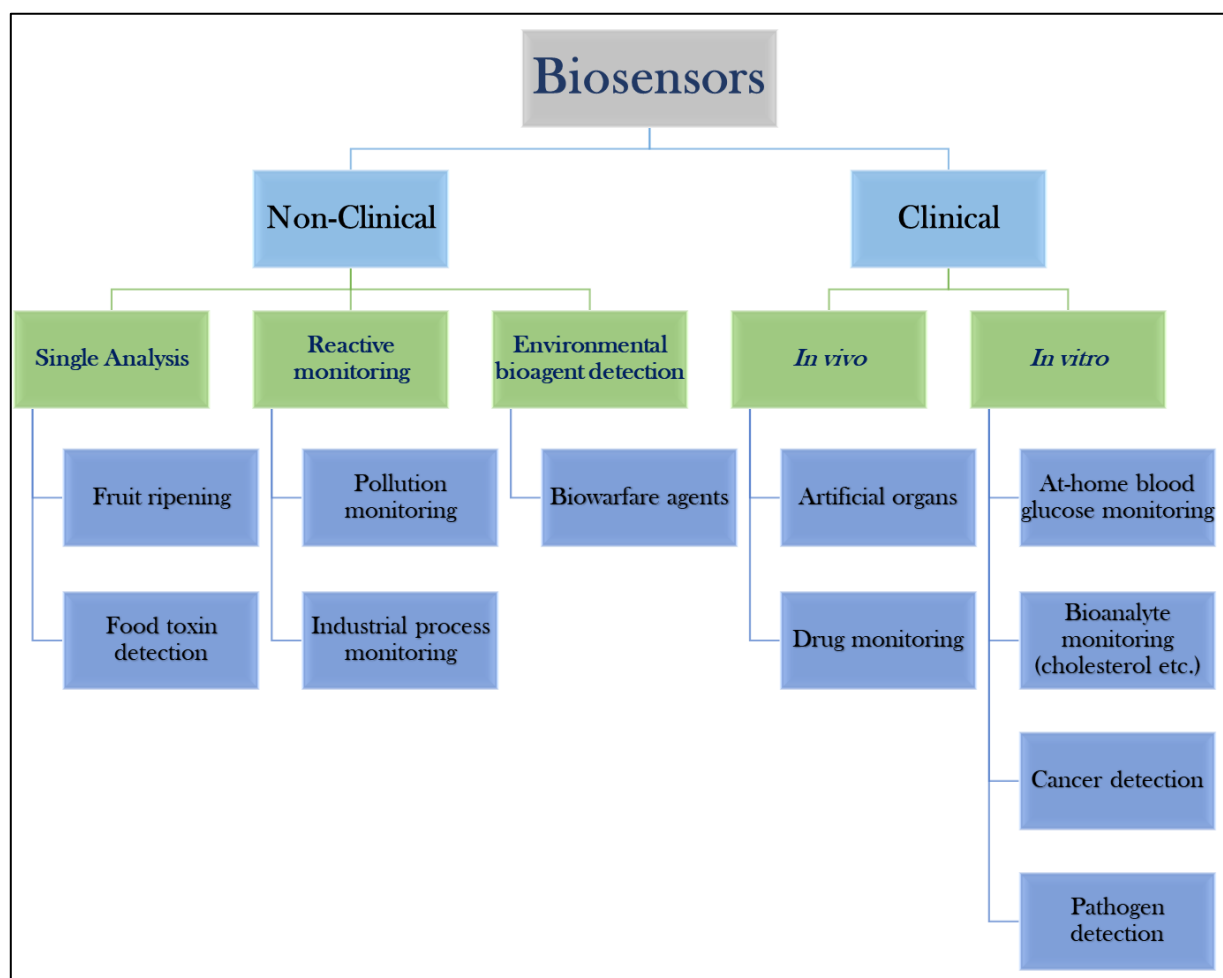 Biosensors
Non-Clinical
Clinical
Single Analysis
Reactive
monitoring
Environmental
bioagent detection
In vivo
In vitro
Fruit ripening
Pollution
monitoring
Biowarfare agents
Artificial organs
At-home blood
glucose monitoring
Food toxin
detection
Industrial process
monitoring
Drug monitoring
Bioanalyte
monitoring
(cholesterol etc.)
Cancer detection
Pathogen
detection